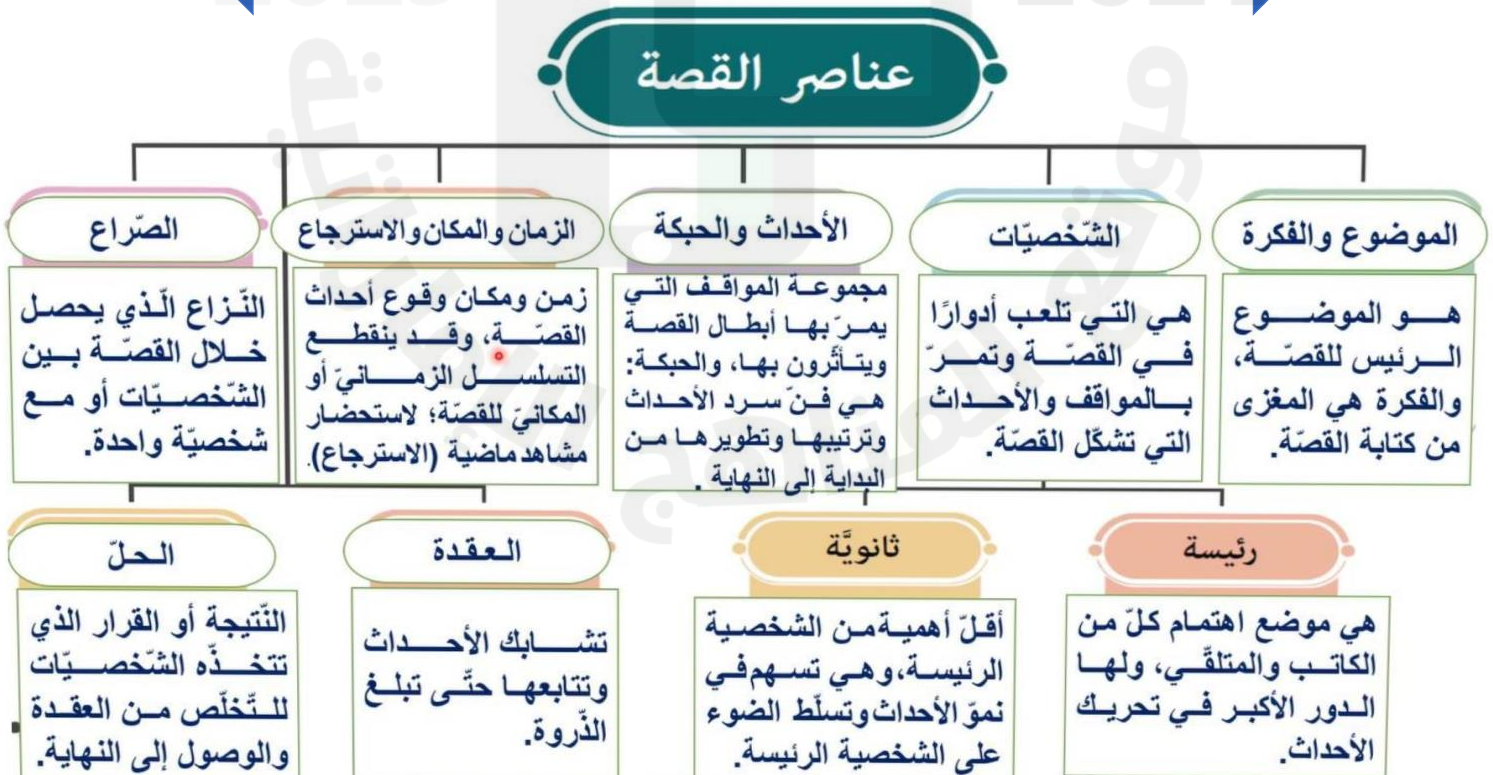 عناصر القصة
الموضوع والفكرة
هو الموضوع
الرئيس للقصّة،
والفكرة هي المغزى
من كتابة القصّة.
الشّخصيّات
هي التي تلعب أدوارًا
في القصّة وتمرّ
بالمواقف والأحداث
التي تشكّل القصّة.
الأحداث والحبكة
مجموعة المواقف التي
يمرّ بها أبطال القصة
ويتأثّرون بها، والحبكة:
هي فنّ سرد الأحداث
وترتيبها وتطويرها من
البداية إلى النهاية .
الزمان والمكان والاسترجاع
زمن ومكان وقوع أحداث
القصّة، وقد ينقطع
التسلسل الزمانيّ أو
المكانيّ للقصّة؛ لاستحضار
مشاهد ماضية (الاسترجاع).
الصّراع
النّزاع الّذي يحصل
خلال القصّة بين
الشّخصيّات أو مع
شخصيّة واحدة.
رئيسة
هي موضع اهتمام كلّ من
الكاتب والمتلقّي، ولها
الدور الأكبر في تحريك
الأحداث.
ثانويَّة
أقلّ أهمية من الشخصية
الرئيسة، وهي تسهم في
نموّ الأحداث وتسلّط الضوء
على الشخصية الرئيسة.
العقدة
تشابك الأحداث
وتتابعها حتّى تبلغ
الذّروة.
الحلّ
النّتيجة أو القرار الذي
تتخذّه الشّخصيّات
للتّخلّص من العقدة
والوصول إلى النهاية.
موقع المناهج الإماراتية